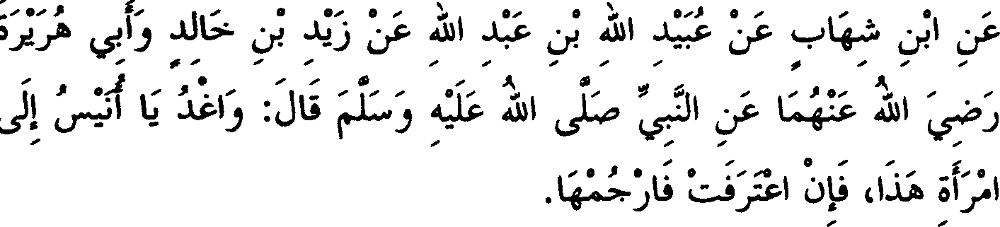 عَنِ ابْنِ شِهَابٍ عَنْ عُبَيْدِ اللهِ بْنِ عَبْدِ اللهِ عَنْ زَيْدِ بْنِ خَالِدٍ وَأَبِي هُرَيْرَةَ
رَضِيَ اللهُ عَنْهُمَا عَنِ النَّبِيِّ صَلَّى اللهُ عَلَيْهِ وَسَلَّمَ قَالَ: وَاغْدُ يَا أُنَيْسُ إِلَى
امْرَأَةِ هَذَا، فَإِنْ اعْتَرَفَتْ فَارْجُمْهَا.